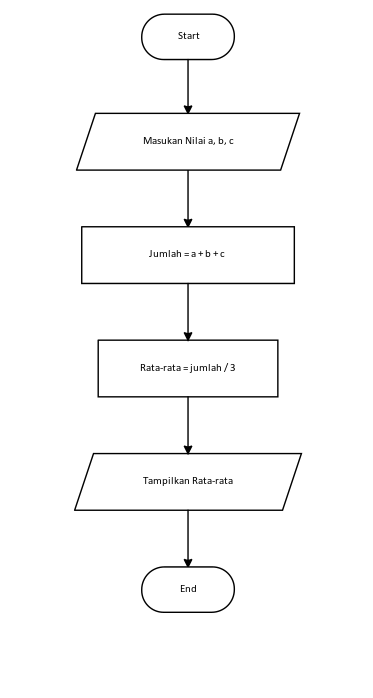 Start
Masukan Nilai a, b, c
Jumlah = a + b + c
Rata-rata = jumlah / 3
Tampilkan Rata-rata
End